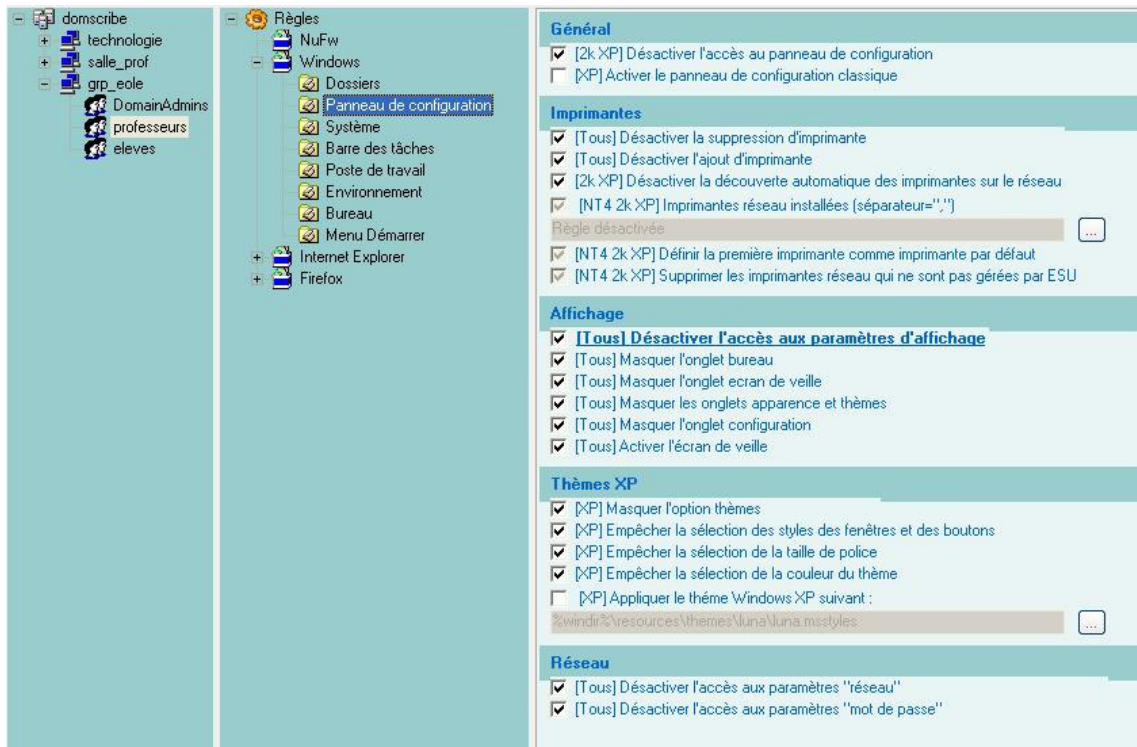 domscribe
technologie
salle_prof
grp_eole
DomainAdmins
professeurs
eleves
Règles
NuFw
Windows
Dossiers
Panneau de configuration
Système
Barre des tâches
Poste de travail
Environnement
Bureau
Menu Démarrer
Internet Explorer
Firefox
Général
[2k XP] Désactiver l'accès au panneau de configuration
[XP] Activer le panneau de configuration classique
Imprimantes
[Tous] Désactiver la suppression d'imprimante
[Tous] Désactiver l'ajout d'imprimante
[2k XP] Désactiver la découverte automatique des imprimantes sur le réseau
[NT4 2k XP] Imprimantes réseau installées (séparateur=",")
Règle désactivée
...
[NT4 2k XP] Définir la première imprimante comme imprimante par défaut
[NT4 2k XP] Supprimer les imprimantes réseau qui ne sont pas gérées par ESU
Affichage
[Tous] Désactiver l'accès aux paramètres d'affichage
[Tous] Masquer l'onglet bureau
[Tous] Masquer l'onglet ecran de veille
[Tous] Masquer les onglets apparence et thèmes
[Tous] Masquer l'onglet configuration
[Tous] Activer l'écran de veille
Thèmes XP
[XP] Masquer l'option thèmes
[XP] Empêcher la sélection des styles des fenêtres et des boutons
[XP] Empêcher la sélection de la taille de police
[XP] Empêcher la sélection de la couleur du thème
[XP] Appliquer le théme Windows XP suivant :
%windir%\resources\themes\luna\luna.msstyles
...
Réseau
[Tous] Désactiver l'accès aux paramètres "réseau"
[Tous] Désactiver l'accès aux paramètres "mot de passe"